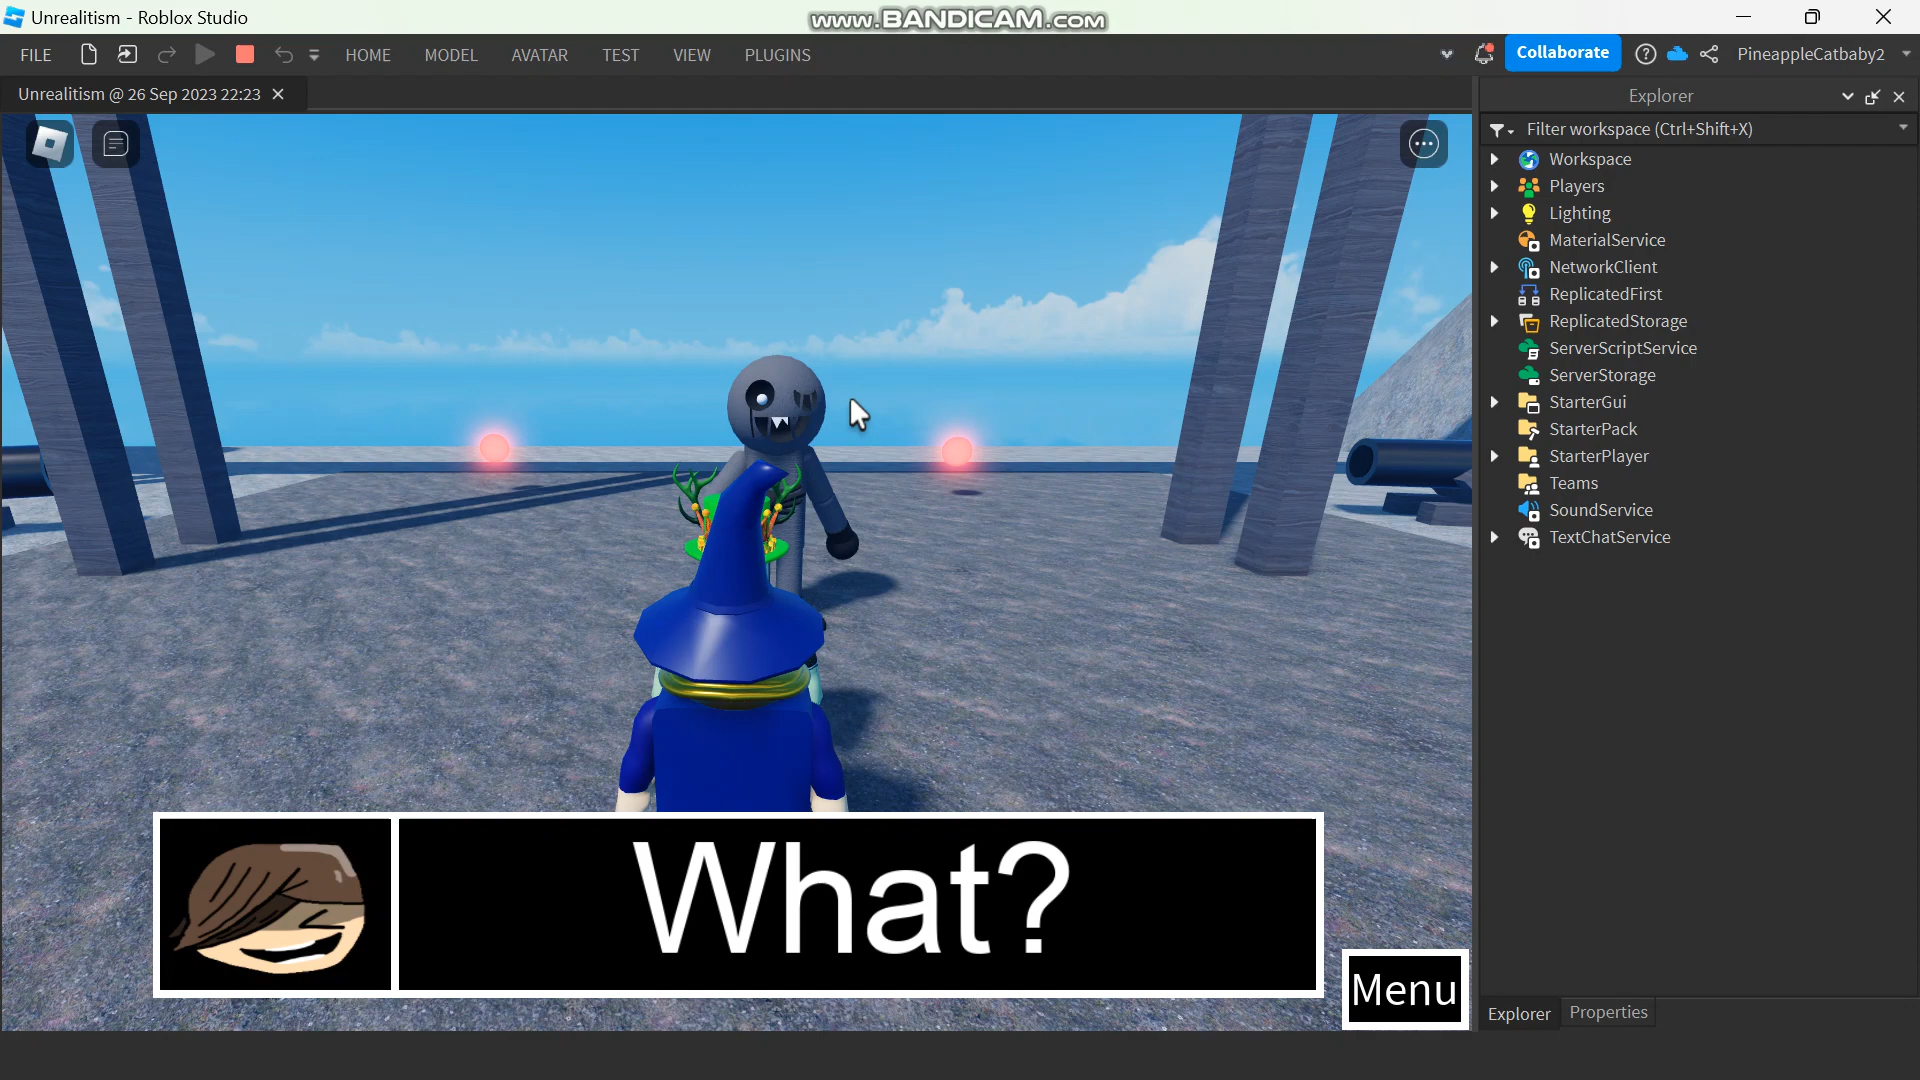 Unrealitism - Roblox Studio
www.BANDICAM.com
FILE
HOME
MODEL
AVATAR
TEST
VIEW
PLUGINS
Collaborate
PineappleCatbaby2
Unrealitism @ 26 Sep 2023 22:23
Explorer
Filter workspace (Ctrl+Shift+X)
Workspace
Players
Lighting
MaterialService
NetworkClient
ReplicatedFirst
ReplicatedStorage
ServerScriptService
ServerStorage
StarterGui
StarterPack
StarterPlayer
Teams
SoundService
TextChatService
What?
Menu
Explorer
Properties